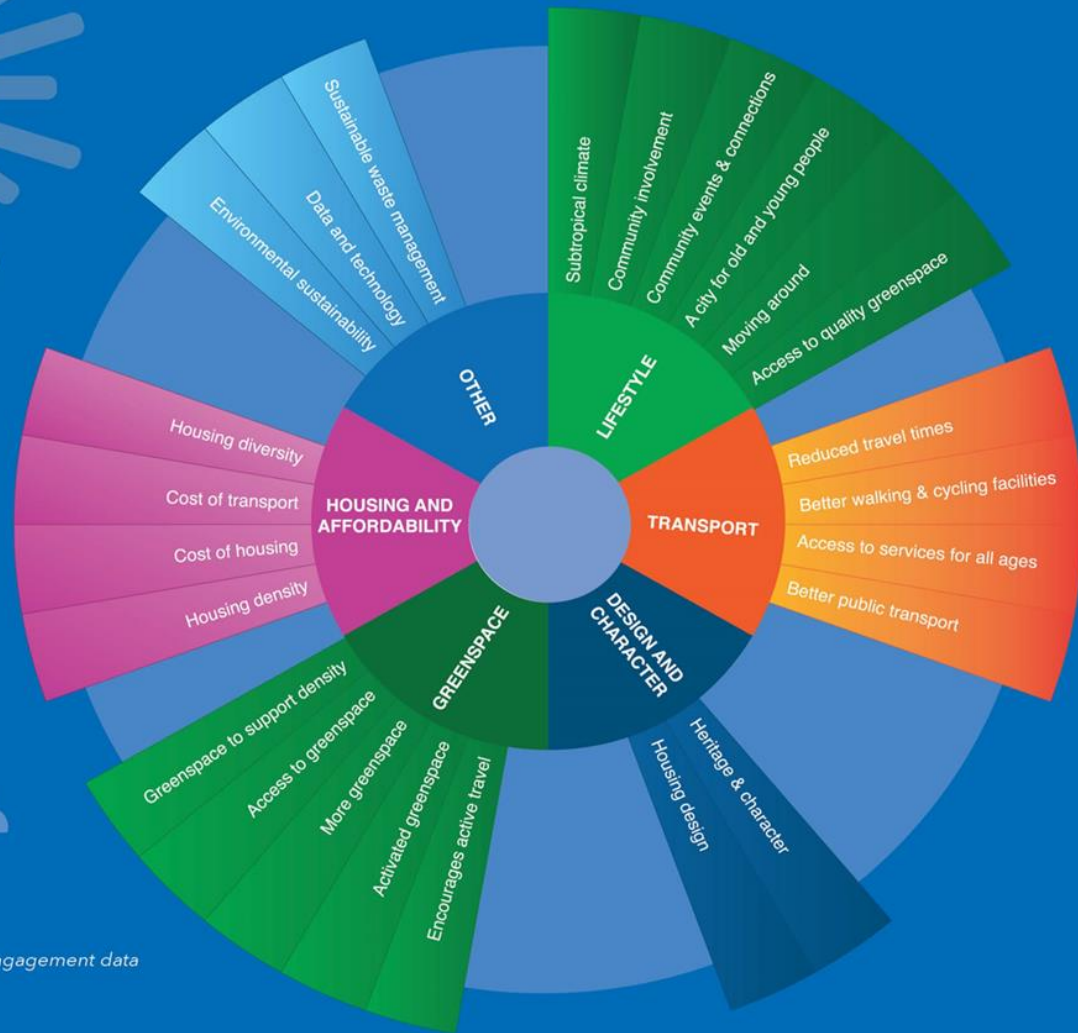 LIFESTYLE
Subtropical climate
Community involvement
Community events & connections
A city for old and young people
Moving around
Access to quality greenspace
TRANSPORT
Reduced travel times
Better walking & cycling facilities
Access to services for all ages
Better public transport
DESIGN AND
CHARACTER
Heritage & character
Housing design
GREENSPACE
Encourages active travel
Activated greenspace
More greenspace
Access to greenspace
Greenspace to support density
HOUSING AND
AFFORDABILITY
Housing density
Cost of housing
Cost of transport
Housing diversity
OTHER
Environmental sustainability
Data and technology
Sustainable waste management
data